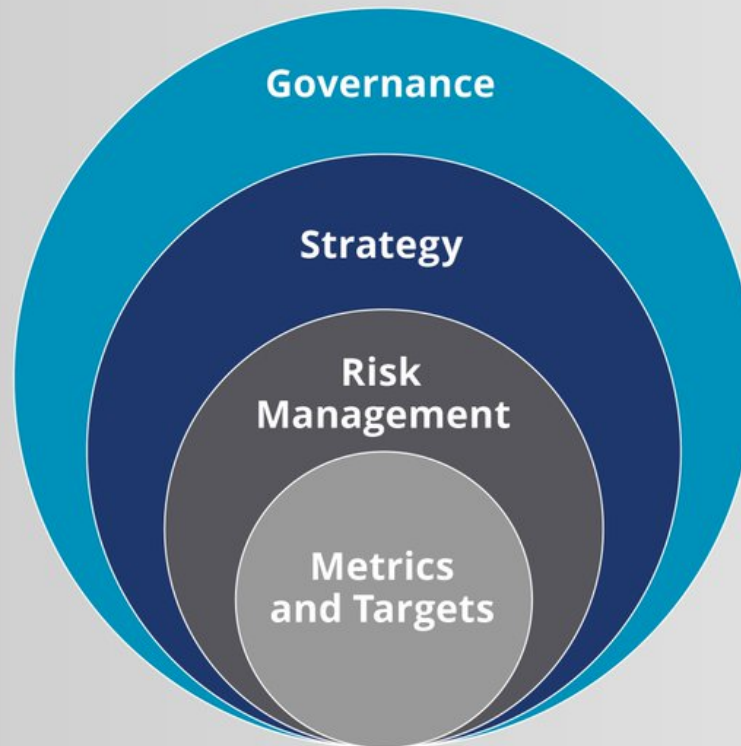 Governance
Strategy
Risk
Management
Metrics
and Targets